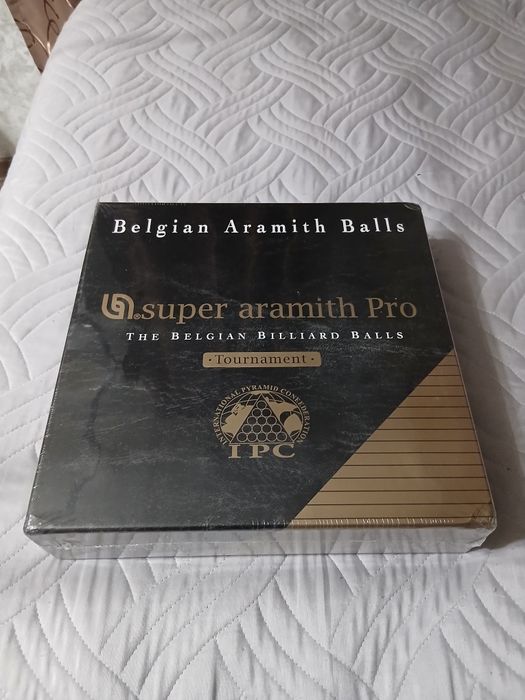 Belgian Aramith Balls
®super aramith Pro
THE BELGIAN BILLIARD BALLS
·Tournament·
INTERNATIONAL PYRAMID CONFEDERATION
IPC